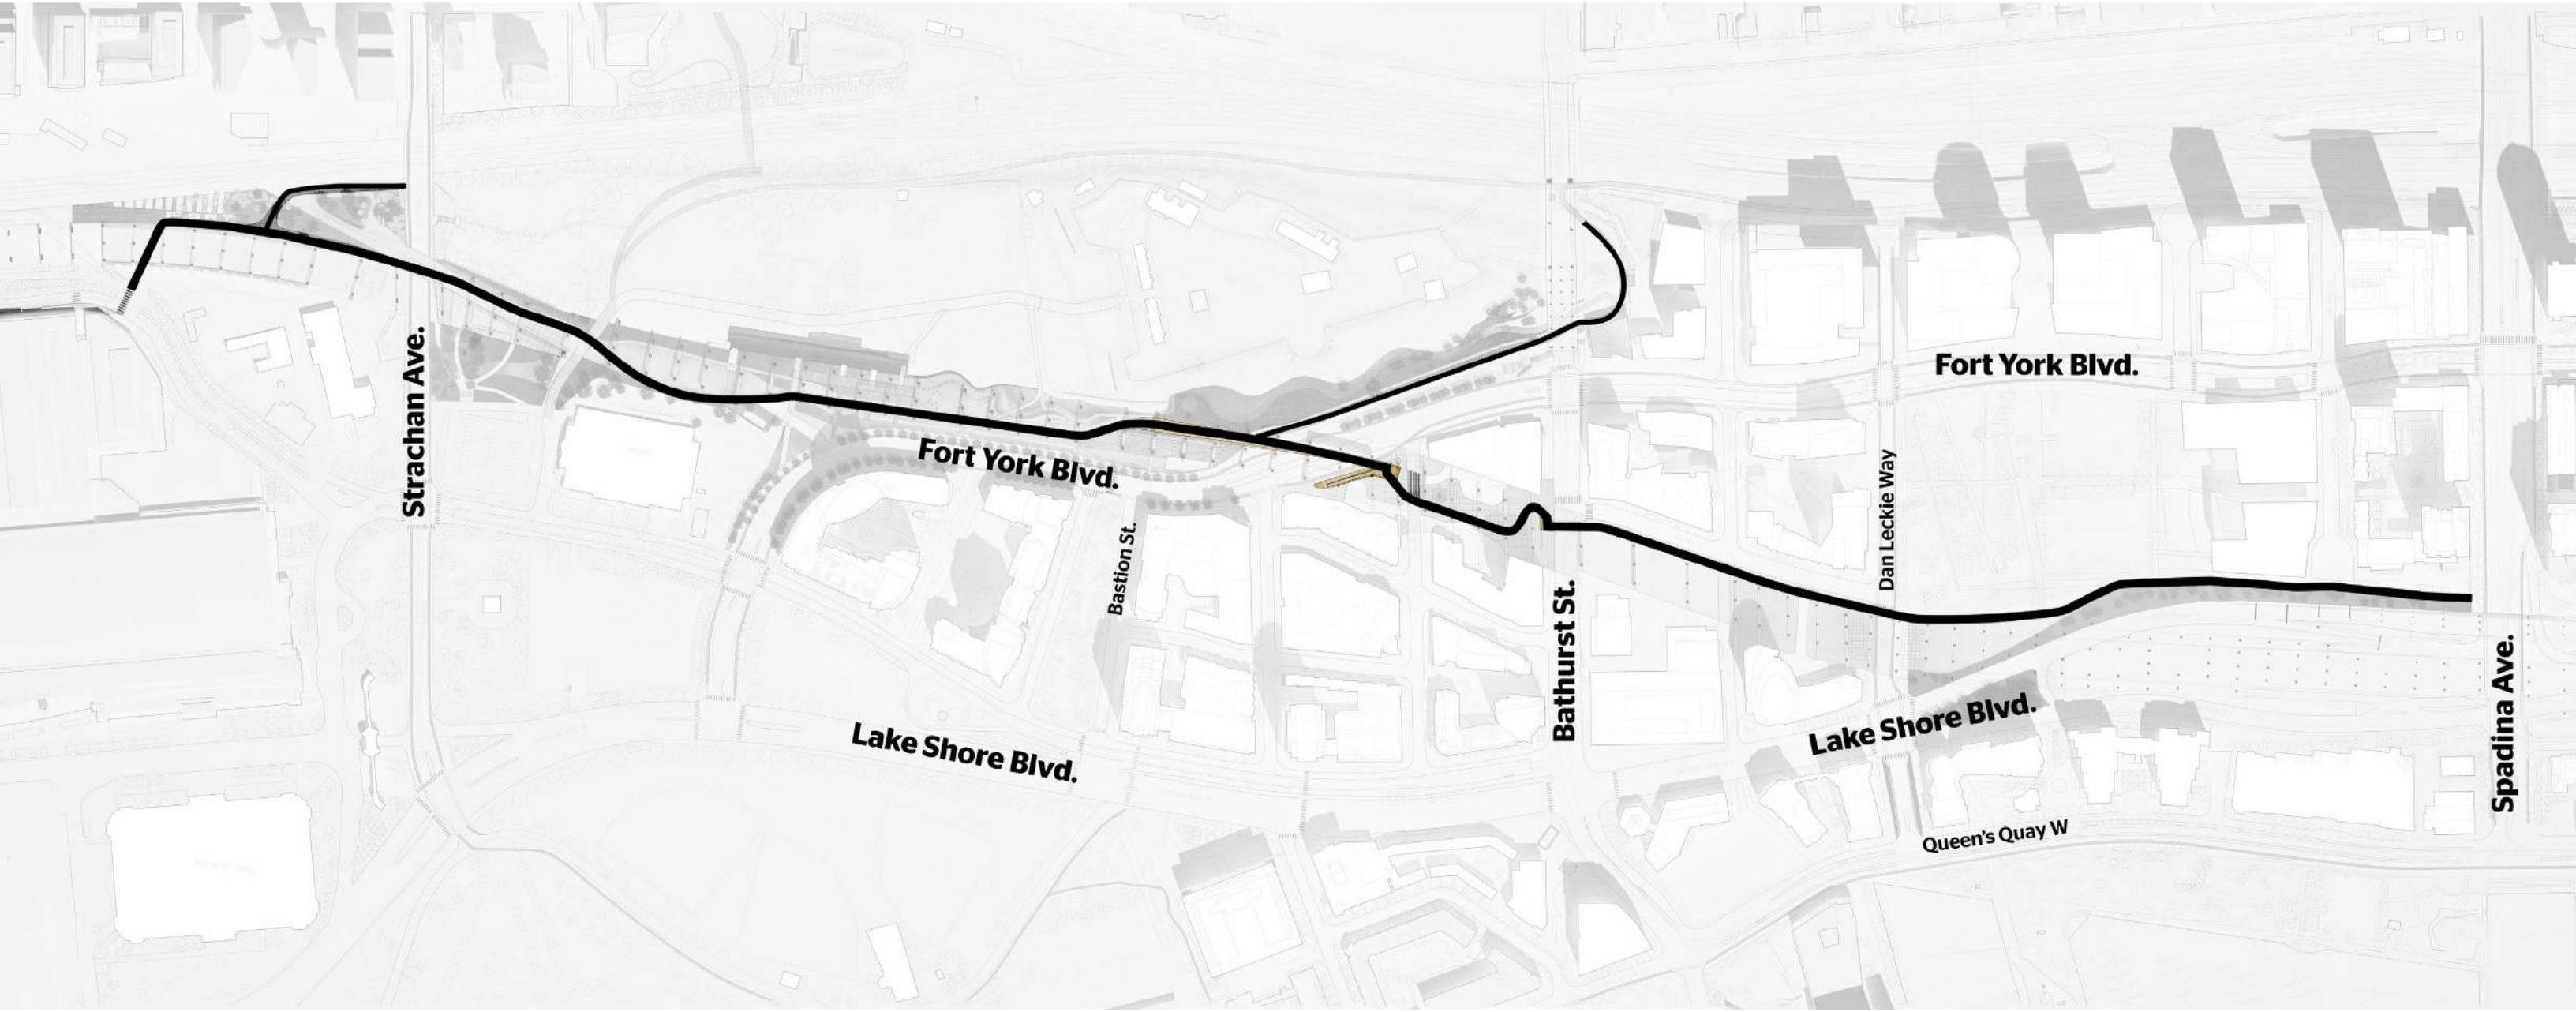 Strachan Ave.
Fort York Blvd.
Bastion St.
Lake Shore Blvd.
Bathurst St.
Fort York Blvd.
Dan Leckie Way
Lake Shore Blvd.
Queen's Quay W
Spadina Ave.